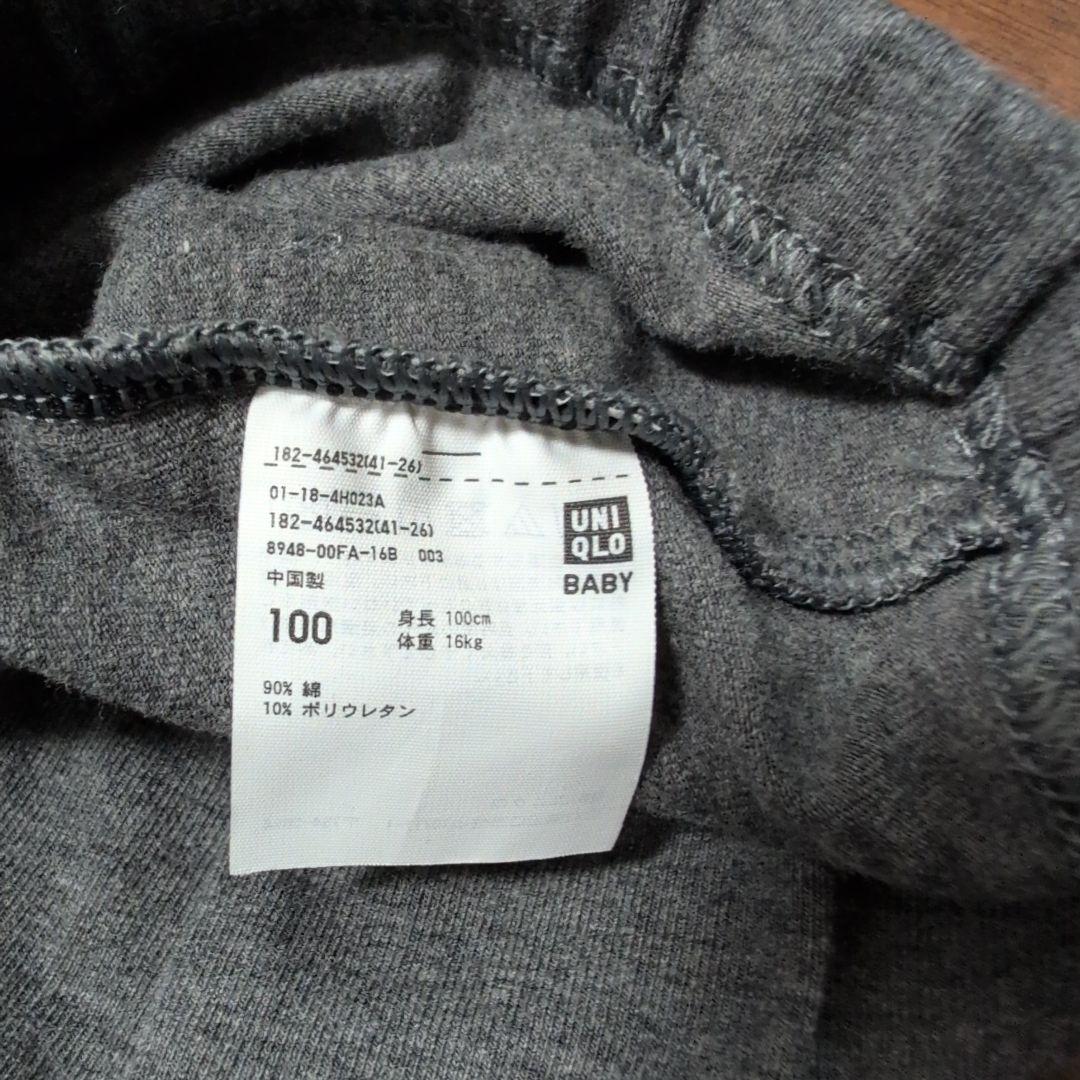 182-464532(41-26)
01-18-4H023A
182-464532(41-26)
8948-00FA-16B 003
中国製
UNI
QLO
BABY
100
身長 100cm
体重 16kg
90% 綿
10% ポリウレタン